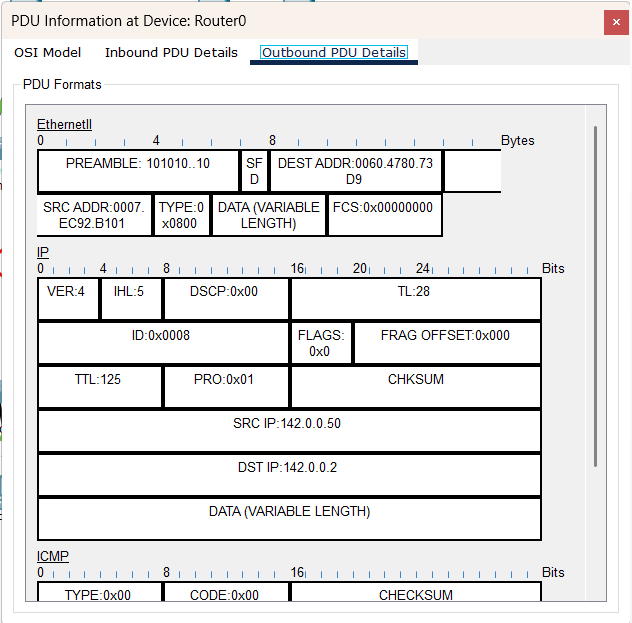 PDU Information at Device: Router0
×
OSI Model Inbound PDU Details Outbound PDU Details
PDU Formats
EthernetII
0 4 8 Bytes
PREAMBLE: 101010..10
SF
D
DEST ADDR:0060.4780.73
D9
SRC ADDR:0007.
EC92.B101
TYPE:0
x0800
DATA (VARIABLE
LENGTH)
FCS:0x00000000
IP
0 4 8 16 20 24 Bits
VER:4 IHL:5 DSCP:0x00 TL:28
ID:0x0008
FLAGS:
0x0
FRAG OFFSET:0x000
TTL:125 PRO:0x01 CHKSUM
SRC IP:142.0.0.50
DST IP:142.0.0.2
DATA (VARIABLE LENGTH)
ICMP
0 8 16 Bits
TYPE:0x00 CODE:0x00 CHECKSUM